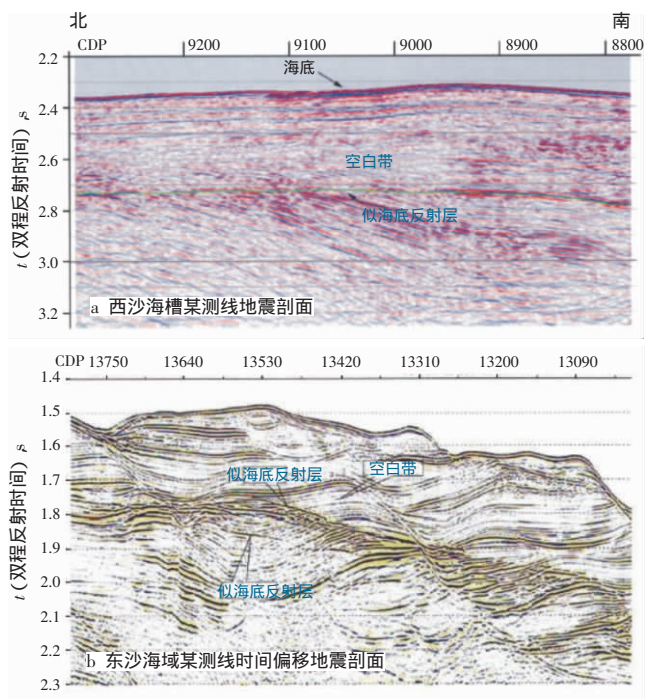 北 南
CDP 9200 9100 9000 8900 8800
海底
2.2
2.4
2.6
2.8
3.0
3.2
t(双程反射时间),s
空白带
似海底反射层
a 西沙海槽某测线地震剖面
CDP 13750 13640 13530 13420 13310 13200 13090
1.4
1.5
1.6
1.7
1.8
1.9
2.0
2.1
2.2
2.3
t(双程反射时间),s
似海底反射层
空白带
似海底反射层
b 东沙海域某测线时间偏移地震剖面